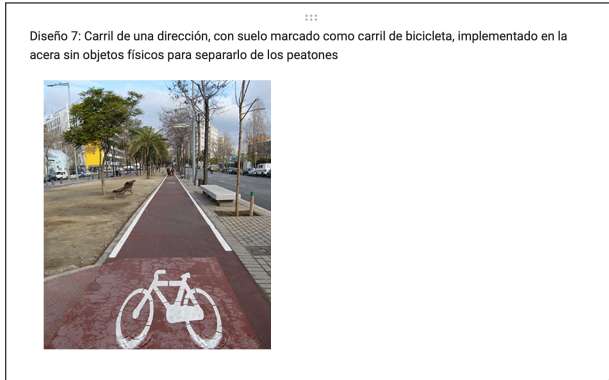 Diseño 7: Carril de una dirección, con suelo marcado como carril de bicicleta, implementado en la
acera sin objetos físicos para separarlo de los peatones